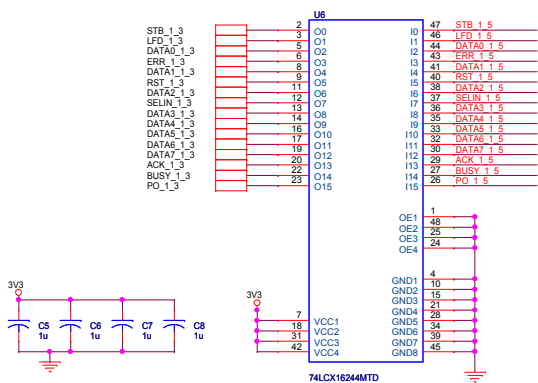 U6
STB_1_3 2 O0 I0 47 STB_1_5
LFD_1_3 3 O1 I1 46 LFD_1_5
DATA0_1_3 5 O2 I2 44 DATA0_1_5
ERR_1_3 6 O3 I3 43 ERR_1_5
DATA1_1_3 8 O4 I4 41 DATA1_1_5
RST_1_3 9 O5 I5 40 RST_1_5
DATA2_1_3 11 O6 I6 38 DATA2_1_5
SELIN_1_3 12 O7 I7 37 SELIN_1_5
DATA3_1_3 13 O8 I8 36 DATA3_1_5
DATA4_1_3 14 O9 I9 35 DATA4_1_5
DATA5_1_3 16 O10 I10 33 DATA5_1_5
DATA6_1_3 17 O11 I11 32 DATA6_1_5
DATA7_1_3 19 O12 I12 30 DATA7_1_5
ACK_1_3 20 O13 I13 29 ACK_1_5
BUSY_1_3 22 O14 I14 27 BUSY_1_5
PO_1_3 23 O15 I15 26 PO_1_5
OE1 1
OE2 48
OE3 25
OE4 24
GND1 4
GND2 10
GND3 15
GND4 21
GND5 28
GND6 34
GND7 39
GND8 45
3V3
7 VCC1
18 VCC2
31 VCC3
42 VCC4
3V3
C5 C6 C7 C8
1u 1u 1u 1u
74LCX16244MTD